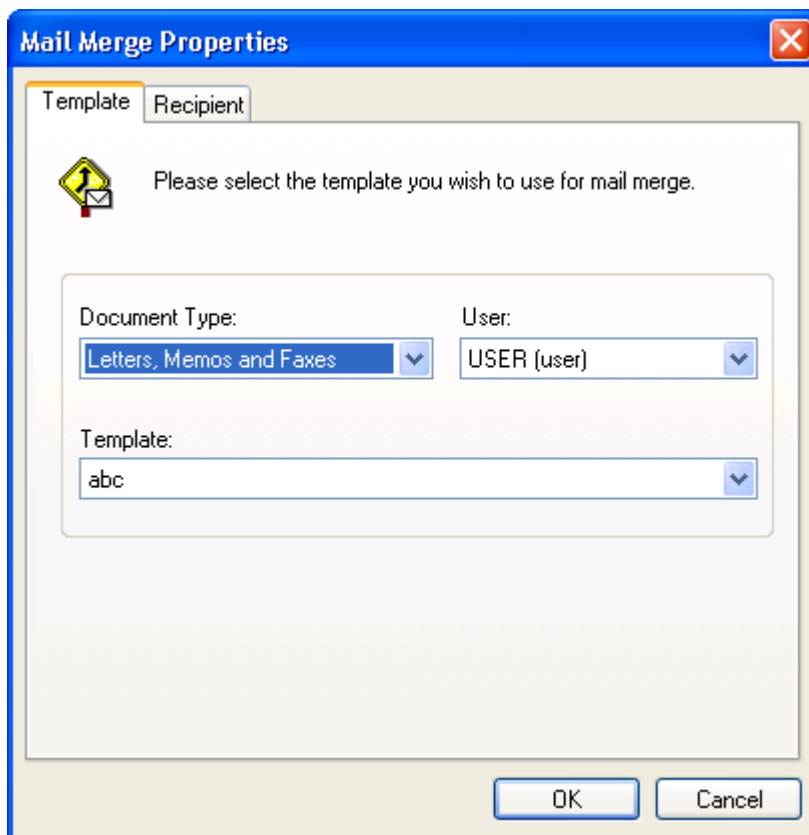 Mail Merge Properties
Template Recipient
Please select the template you wish to use for mail merge.
Document Type: User:
Letters, Memos and Faxes USER (user)
Template:
abc
OK Cancel